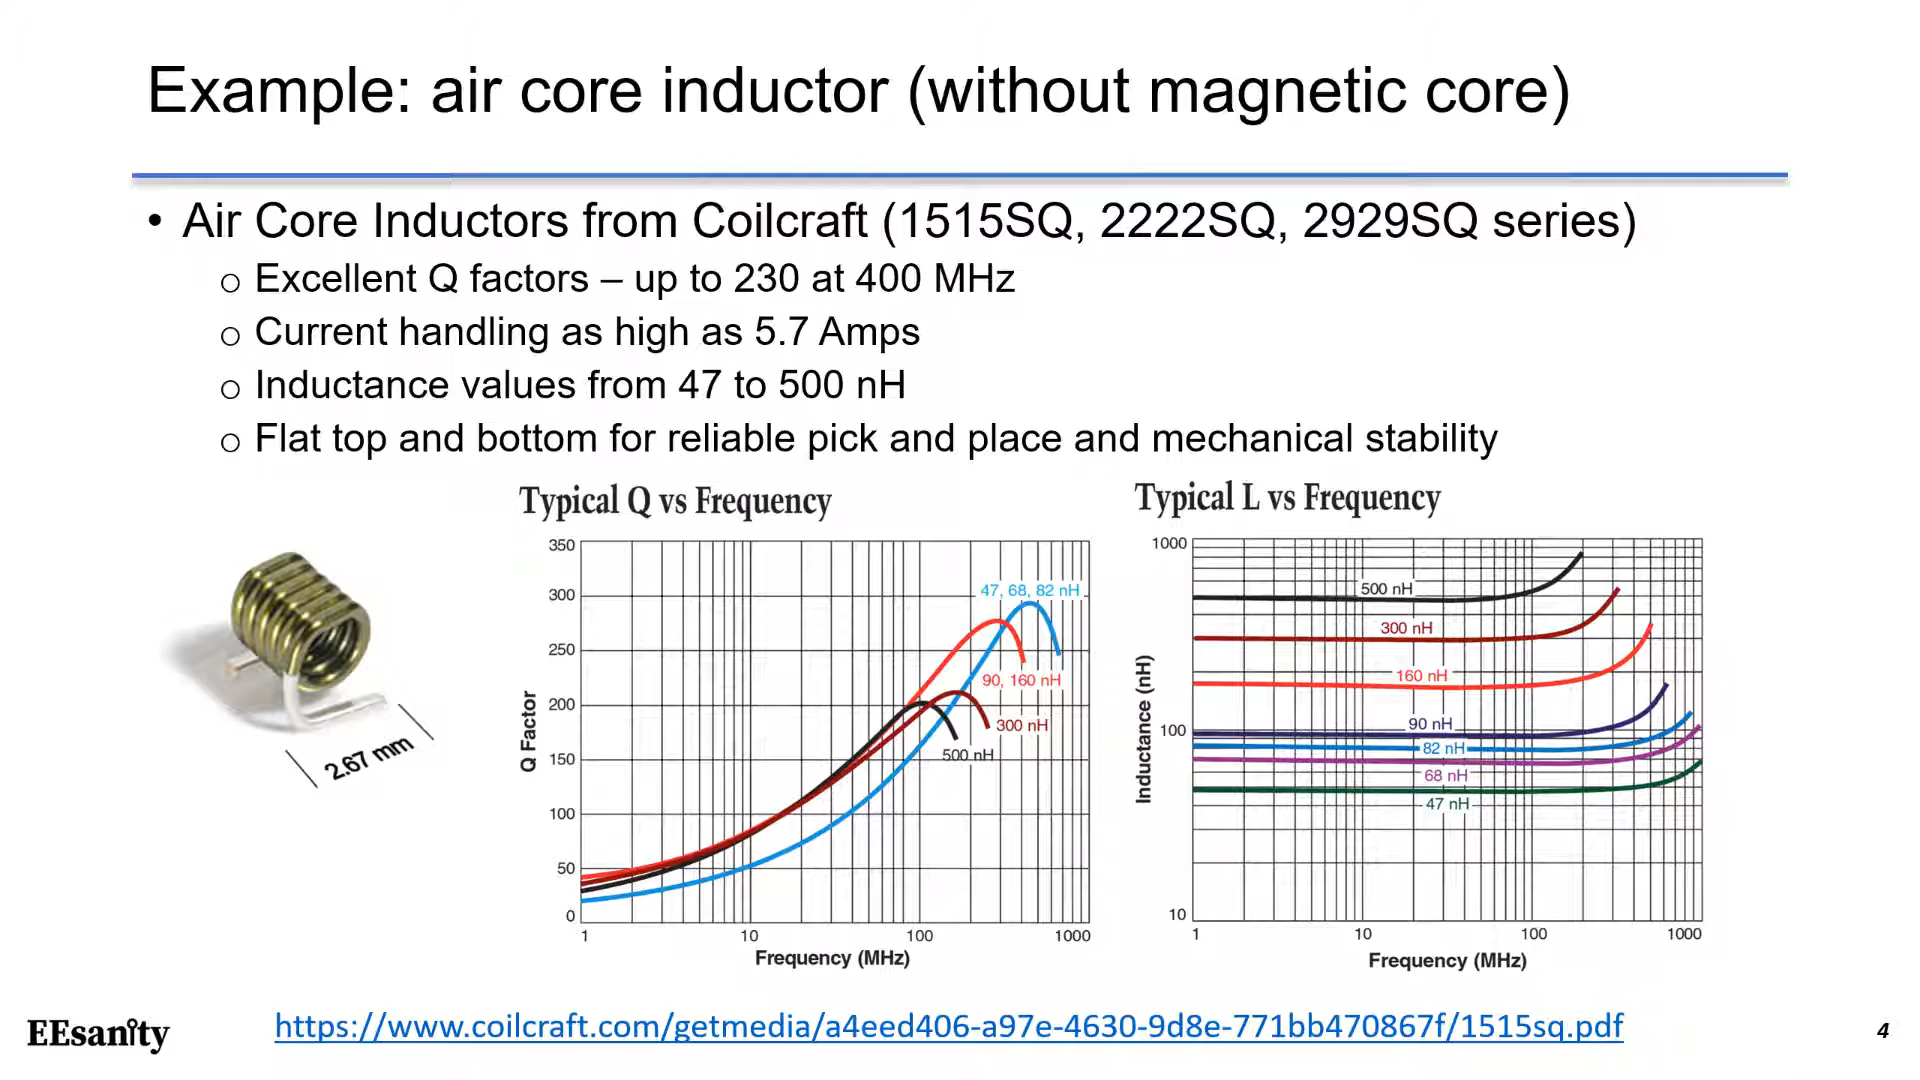 Example: air core inductor (without magnetic core)
• Air Core Inductors from Coilcraft (1515SQ, 2222SQ, 2929SQ series)
o Excellent Q factors – up to 230 at 400 MHz
o Current handling as high as 5.7 Amps
o Inductance values from 47 to 500 nH
o Flat top and bottom for reliable pick and place and mechanical stability
2.67 mm
Typical Q vs Frequency
350
300
250
200
150
100
50
0
Q Factor
47, 68, 82 nH
90, 160 nH
300 nH
500 nH
1 10 100 1000
Frequency (MHz)
Typical L vs Frequency
1000
100
10
Inductance (nH)
500 nH
300 nH
160 nH
90 nH
82 nH
68 nH
47 nH
1 10 100 1000
Frequency (MHz)
EEsanity
https://www.coilcraft.com/getmedia/a4eed406-a97e-4630-9d8e-771bb470867f/1515sq.pdf
4